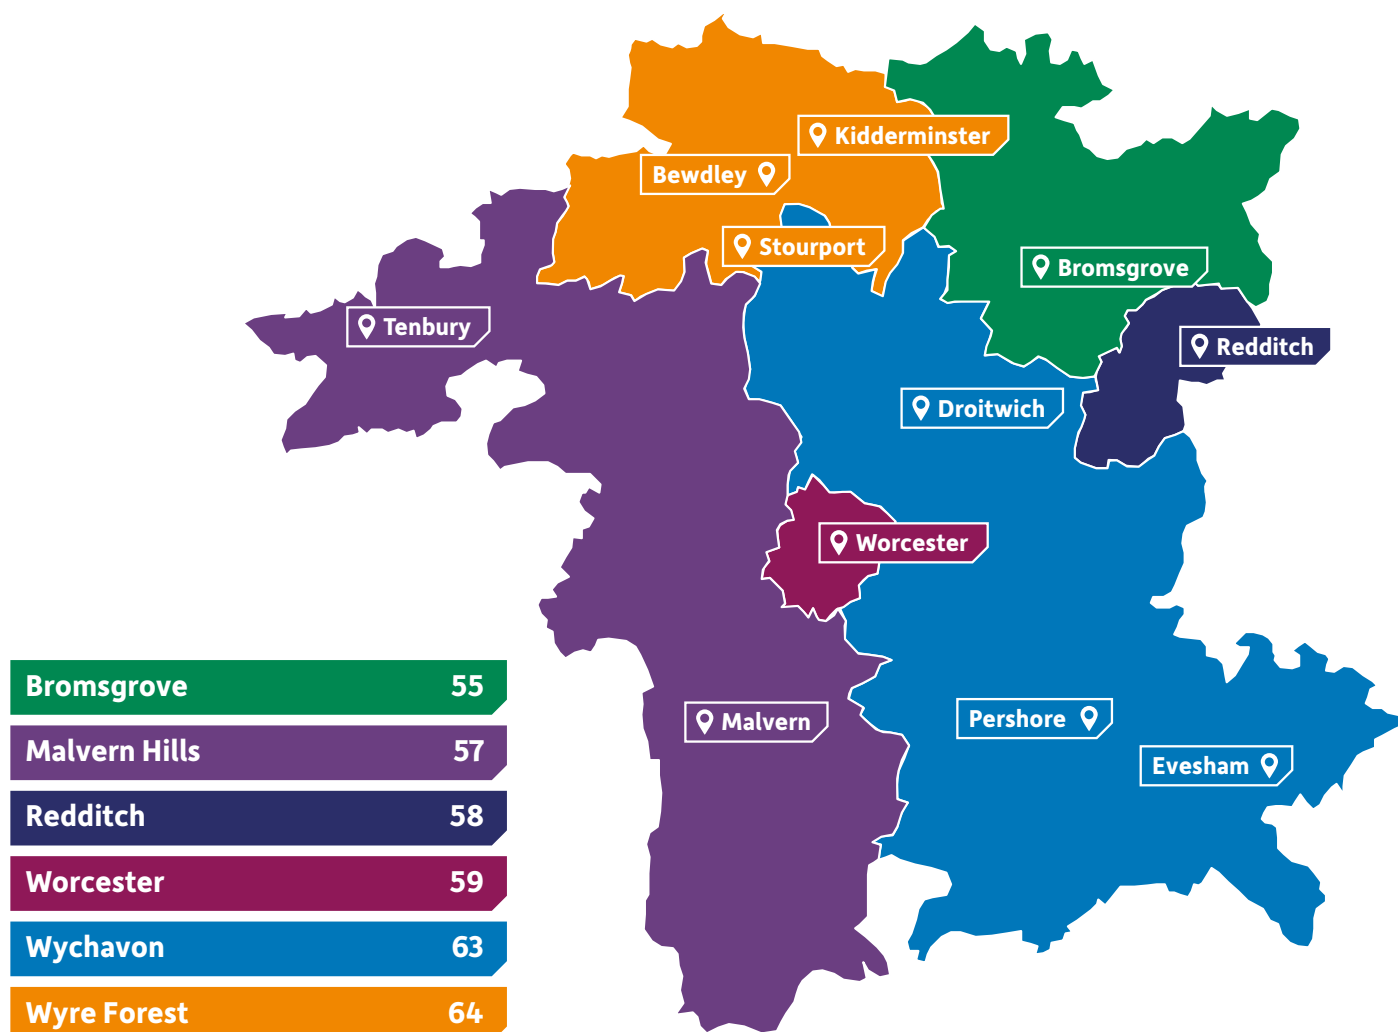 Kidderminster
Bewdley
Stourport
Bromsgrove
Tenbury
Redditch
Droitwich
Worcester
Malvern
Pershore
Evesham
Bromsgrove 55
Malvern Hills 57
Redditch 58
Worcester 59
Wychavon 63
Wyre Forest 64